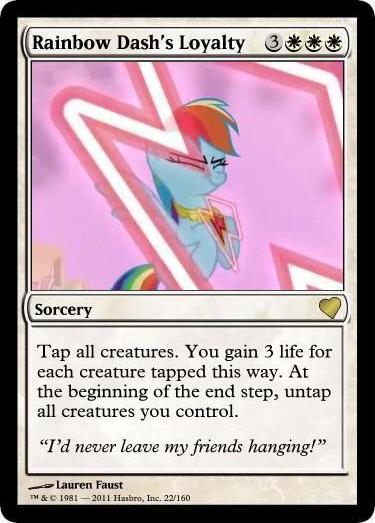 Rainbow Dash's Loyalty 3
Sorcery
Tap all creatures. You gain 3 life for
each creature tapped this way. At
the beginning of the end step, untap
all creatures you control.
“I'd never leave my friends hanging!”
Lauren Faust
™ & © 1981 — 2011 Hasbro, Inc. 22/160